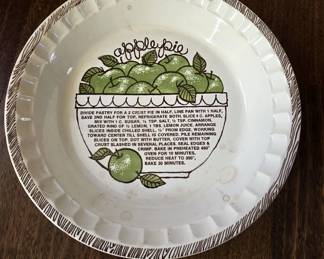 apple pie
DIVIDE PASTRY FOR A 2 CRUST PIE IN HALF. LINE PAN WITH 1 HALF,
SAVE 2ND HALF FOR TOP. REFRIGERATE BOTH. SLICE 6 C. APPLES,
MIX WITH 1 C. SUGAR, ½ TSP. SALT, ½ TSP. CINNAMON,
GRATED RIND OF ½ LEMON, 1 TBS. LEMON JUICE. ARRANGE
SLICES INSIDE CHILLED SHELL, ½" FROM EDGE, WORKING
TOWARD CENTER TILL SHELL IS COVERED. PILE REMAINING
SLICES ON TOP. DOT WITH BUTTER, COVER WITH TOP
CRUST SLASHED IN SEVERAL PLACES. SEAL EDGES &
CRIMP. BAKE IN PREHEATED 450°
OVEN FOR 10 MINUTES,
REDUCE HEAT TO 350°,
BAKE 30 MINUTES.